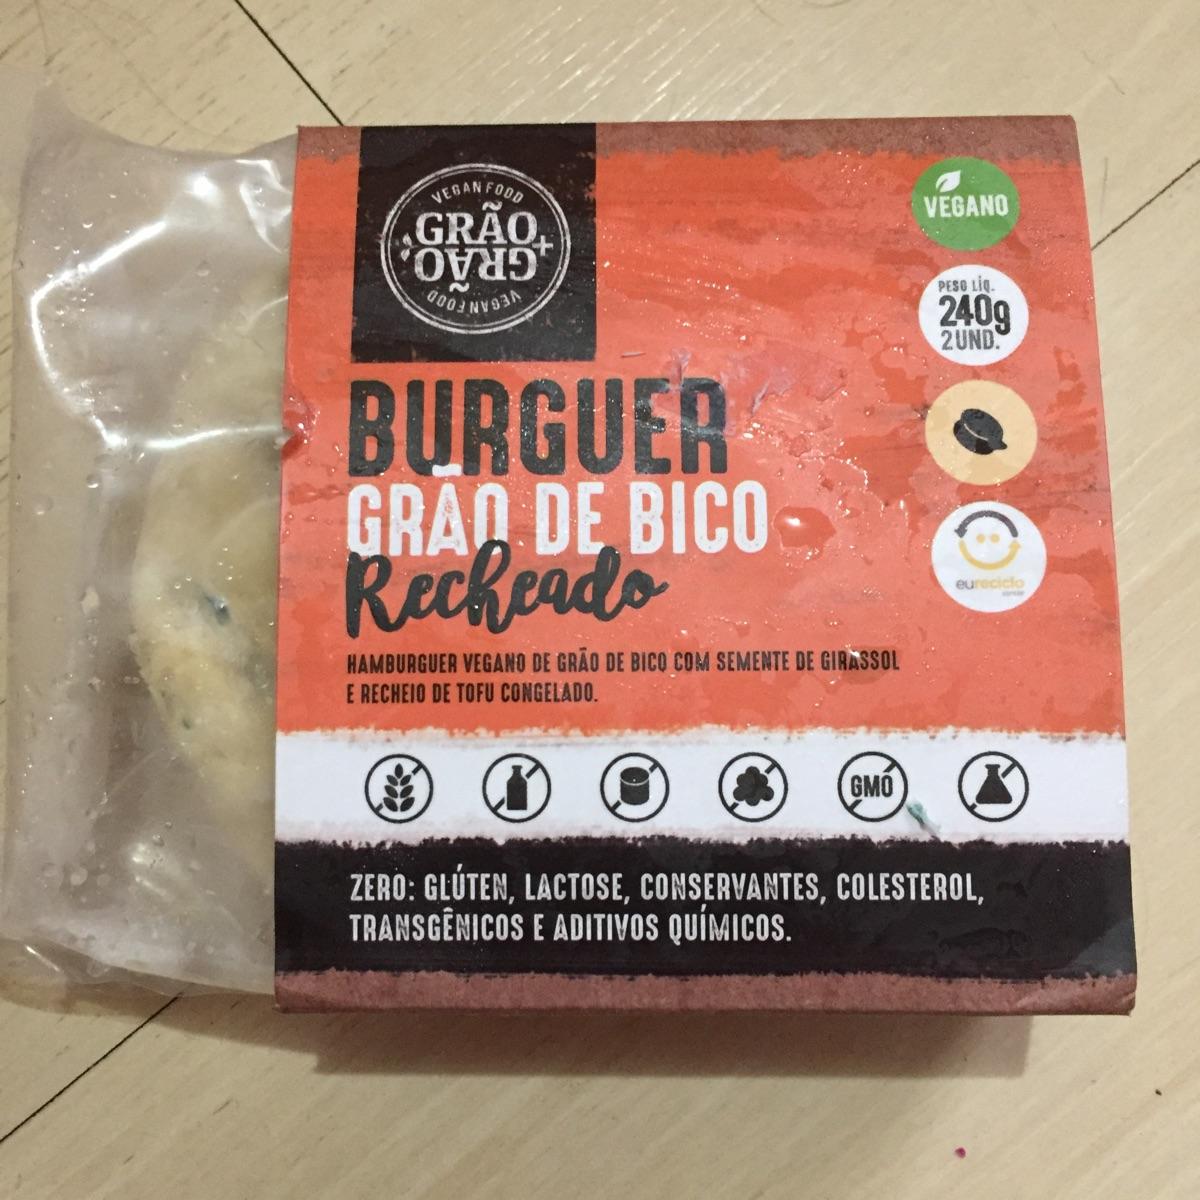 VEGAN FOOD
GRÃO
+
GRÃO
VEGAN FOOD
VEGANO
PESO LÍQ.
240g
2 UND.
BURGUER
GRÃO DE BICO
Recheado
eureciclo
HAMBURGUER VEGANO DE GRÃO DE BICO COM SEMENTE DE GIRASSOL
E RECHEIO DE TOFU CONGELADO.
GMO
ZERO: GLÚTEN, LACTOSE, CONSERVANTES, COLESTEROL,
TRANSGÊNICOS E ADITIVOS QUÍMICOS.